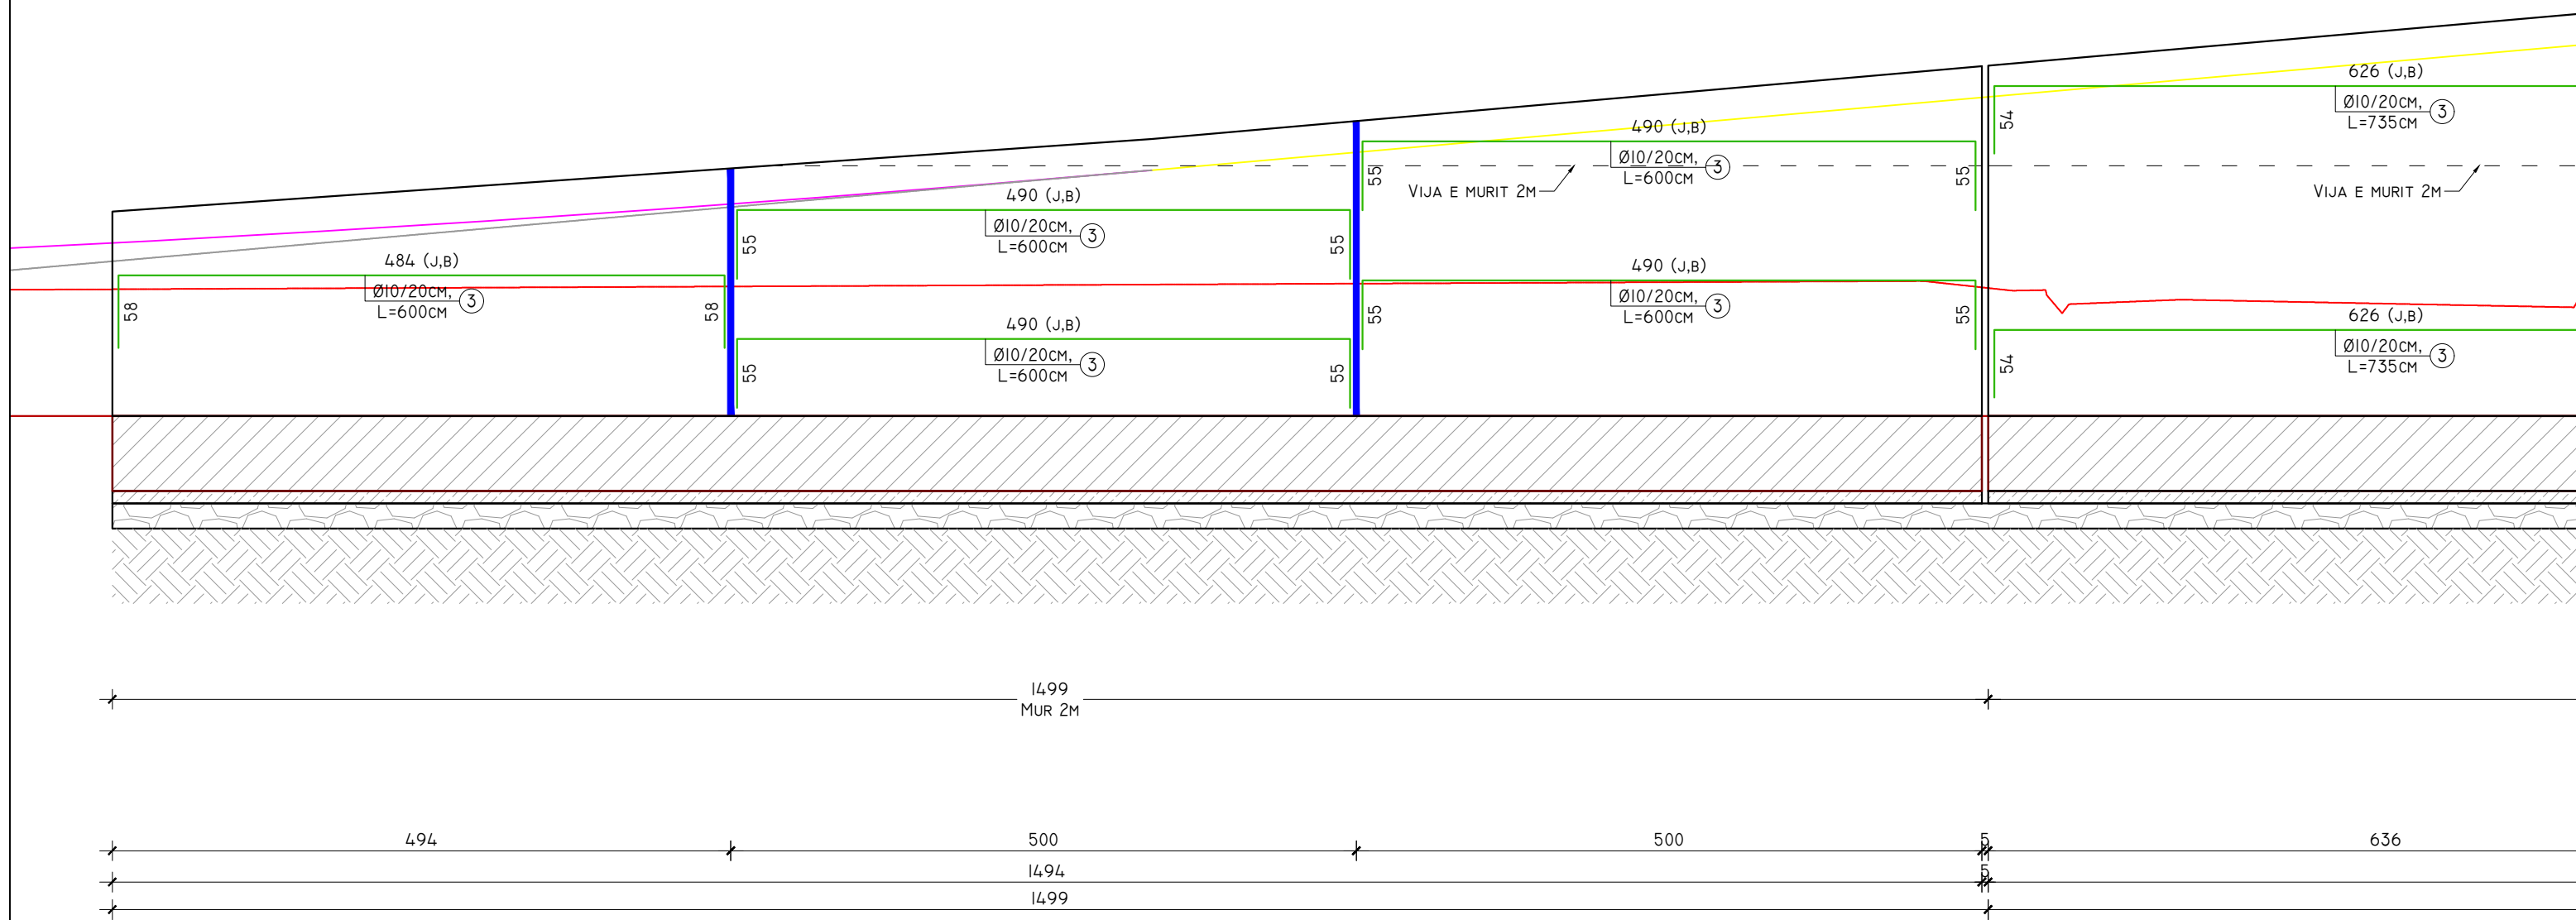 626 (J,B)
Ø10/20CM,
3
L=735CM
54
490 (J,B)
Ø10/20CM,
3
L=600CM
55
55
VIJA E MURIT 2M
VIJA E MURIT 2M
490 (J,B)
Ø10/20CM,
3
L=600CM
55
55
484 (J,B)
Ø10/20CM,
3
L=600CM
58
58
490 (J,B)
Ø10/20CM,
3
L=600CM
55
55
490 (J,B)
Ø10/20CM,
3
L=600CM
55
55
626 (J,B)
Ø10/20CM,
3
L=735CM
54
1499
MUR 2M
494
500
500
5
636
1494
5
1499